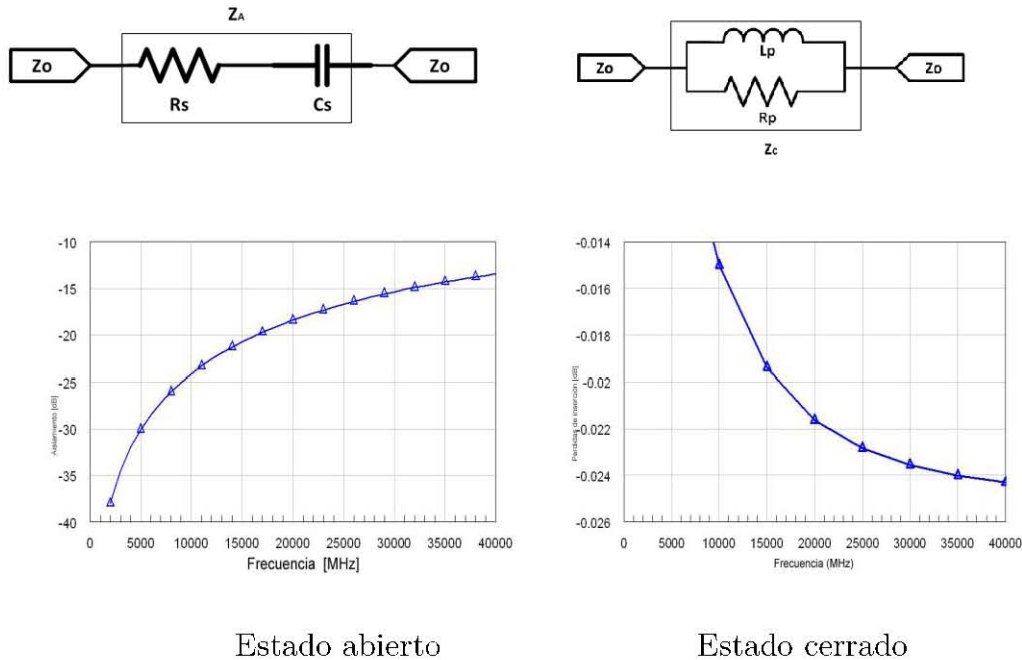 ZA
Zo
Rs
Cs
Zo
Zo
Lp
Rp
Zo
Zc
-10
-15
-20
-25
-30
-35
-40
Aislamiento [dB]
0 5000 10000 15000 20000 25000 30000 35000 40000
Frecuencia [MHz]
-0.014
-0.016
-0.018
-0.02
-0.022
-0.024
-0.026
Pérdidas de inserción [dB]
0 5000 10000 15000 20000 25000 30000 35000 40000
Frecuencia (MHz)
Estado abierto
Estado cerrado